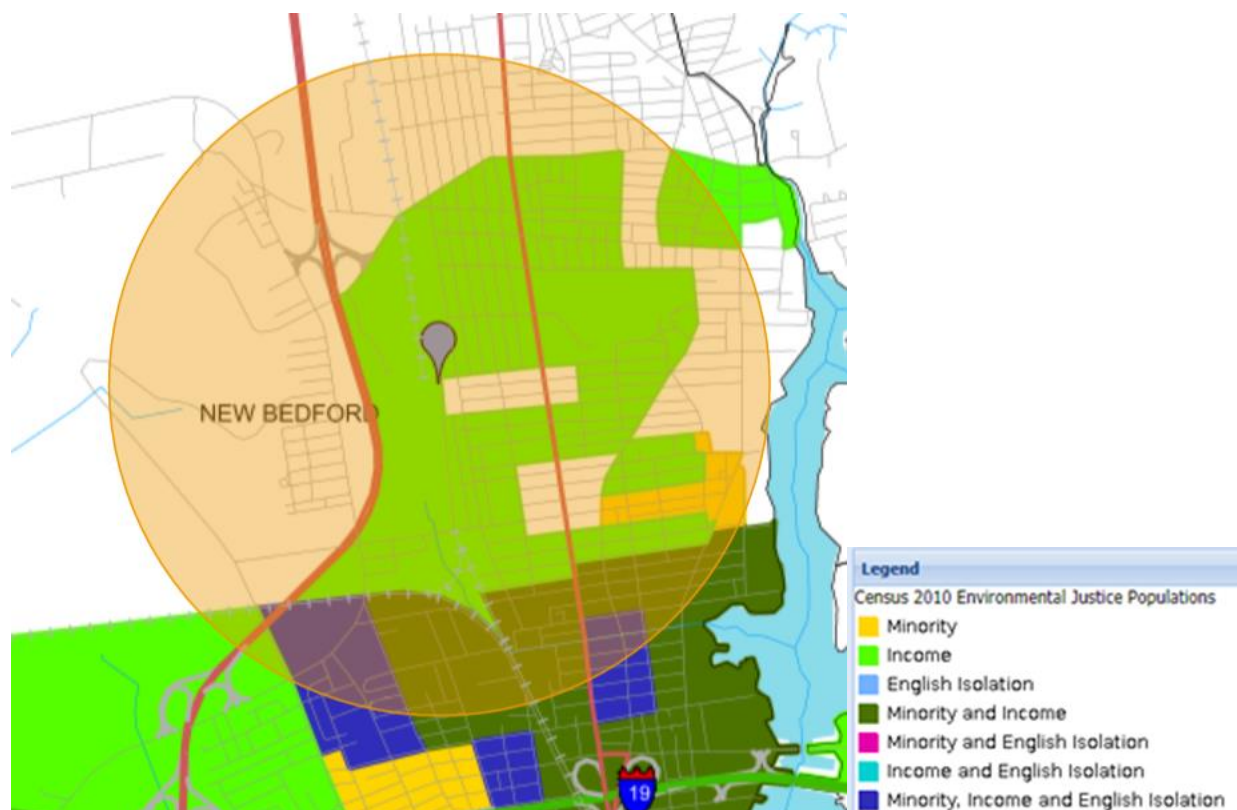 NEW BEDFORD
19
Legend
Census 2010 Environmental Justice Populations
Minority
Income
English Isolation
Minority and Income
Minority and English Isolation
Income and English Isolation
Minority, Income and English Isolation